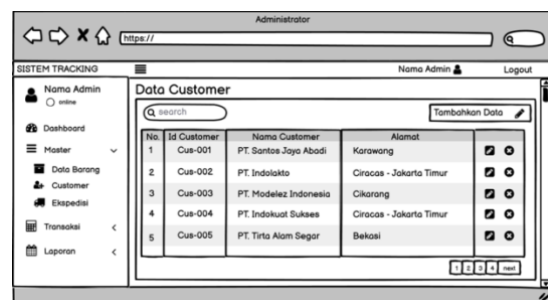 Administrator
https://
SISTEM TRACKING
Nama Admin
Logout
Nama Admin
online
Dashboard
Master
Data Barang
Customer
Ekspedisi
Transaksi
Laporan
Data Customer
search
Tambahkan Data
No. Id Customer Nama Customer Alamat
1 Cus-001 PT. Santos Jaya Abadi Karawang
2 Cus-002 PT. Indolakto Ciracas - Jakarta Timur
3 Cus-003 PT. Modelez Indonesia Cikarang
4 Cus-004 PT. Indokuat Sukses Ciracas - Jakarta Timur
5 Cus-005 PT. Tirta Alam Segar Bekasi
1 2 3 4 next